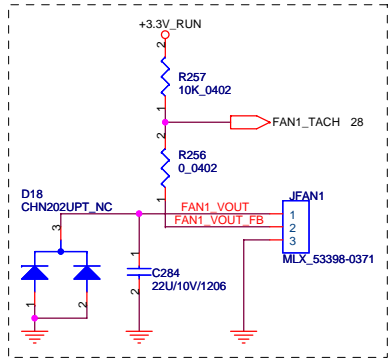 +3.3V_RUN
2
R257
10K_0402
1
FAN1_TACH 28
2
R256
0_0402
1
D18
CHN202UPT_NC
3
1
2
FAN1_VOUT
FAN1_VOUT_FB
JFAN1
1
2
3
MLX_53398-0371
1
C284
22U/10V/1206
2